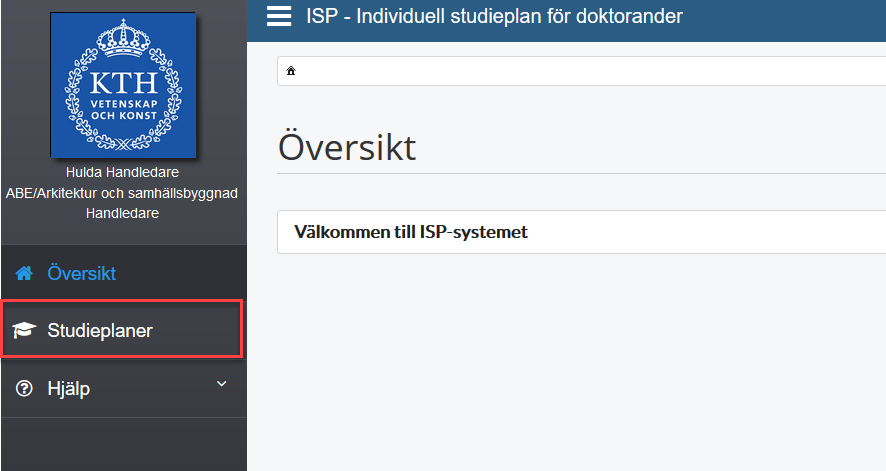 KTH
VETENSKAP
OCH KONST
Hulda Handledare
ABE/Arkitektur och samhällsbyggnad
Handledare
Översikt
Studieplaner
Hjälp
ISP - Individuell studieplan för doktorander
Översikt
Välkommen till ISP-systemet